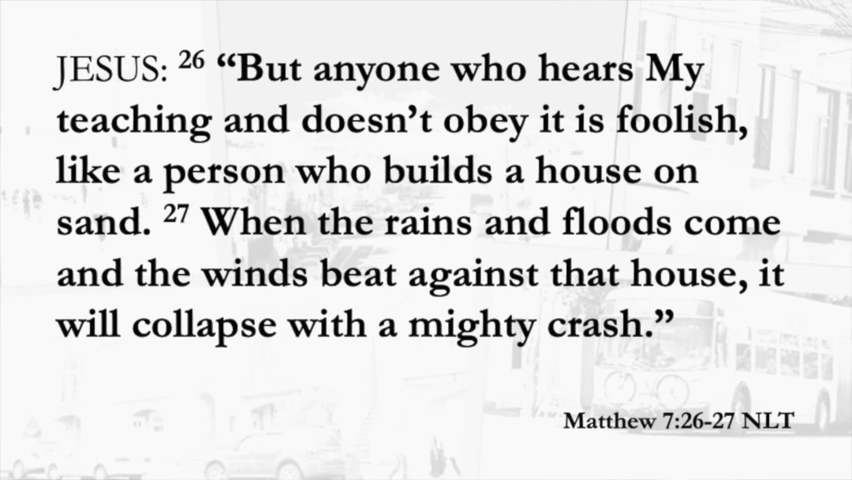 JESUS: 26 “But anyone who hears My
teaching and doesn’t obey it is foolish,
like a person who builds a house on
sand. 27 When the rains and floods come
and the winds beat against that house, it
will collapse with a mighty crash.”
Matthew 7:26-27 NLT